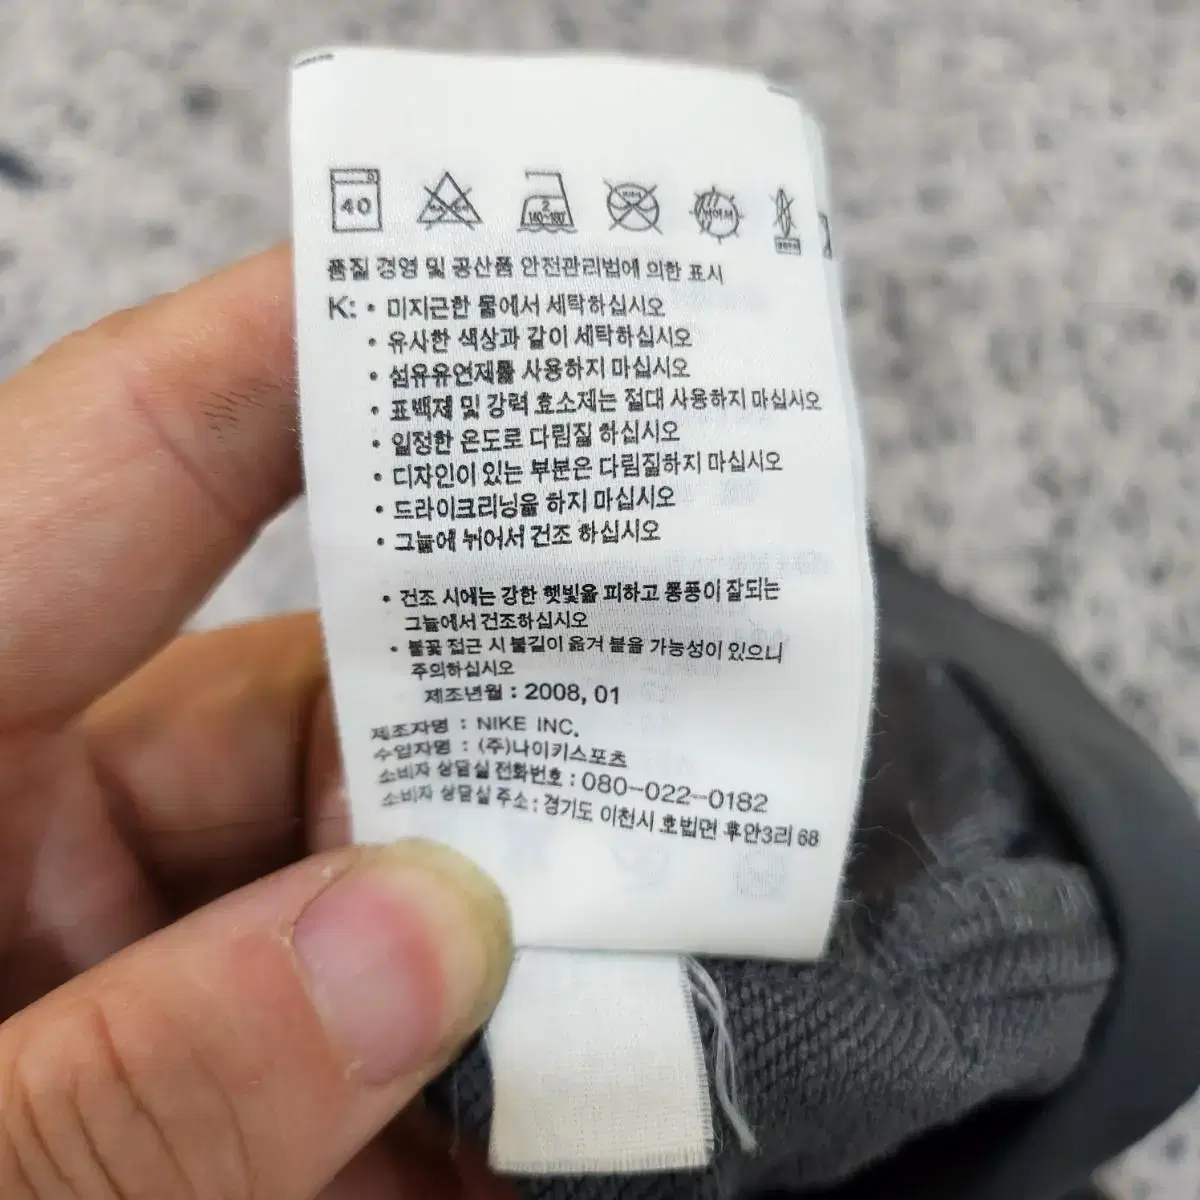 40
2
140~160°
뉘어서
품질 경영 및 공산품 안전관리법에 의한 표시
K: • 미지근한 물에서 세탁하십시오
• 유사한 색상과 같이 세탁하십시오
• 섬유유연제를 사용하지 마십시오
• 표백제 및 강력 효소제는 절대 사용하지 마십시오
• 일정한 온도로 다림질 하십시오
• 디자인이 있는 부분은 다림질하지 마십시오
• 드라이크리닝을 하지 마십시오
• 그늘에 뉘어서 건조 하십시오
• 건조 시에는 강한 햇빛을 피하고 통풍이 잘되는
그늘에서 건조하십시오
• 불꽃 접근 시 불길이 옮겨 붙을 가능성이 있으니
주의하십시오
제조년월 : 2008, 01
제조자명 : NIKE INC.
수입자명 : (주)나이키스포츠
소비자 상담실 전화번호 : 080-022-0182
소비자 상담실 주소 : 경기도 이천시 호법면 후안3리 68